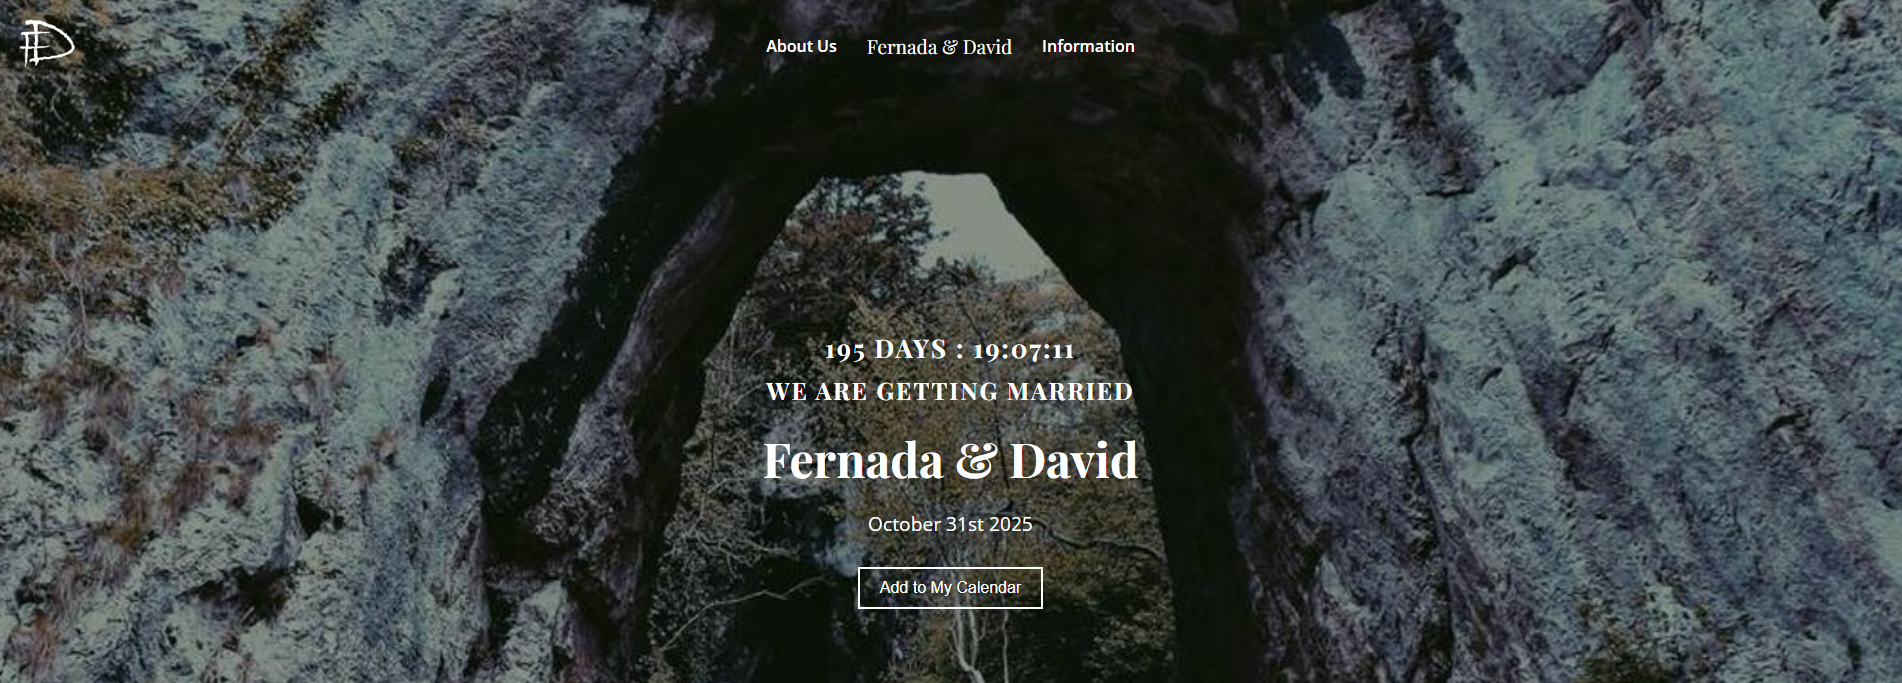 FD
About Us
Fernada & David
Information
195 DAYS : 19:07:11
WE ARE GETTING MARRIED
Fernada & David
October 31st 2025
Add to My Calendar